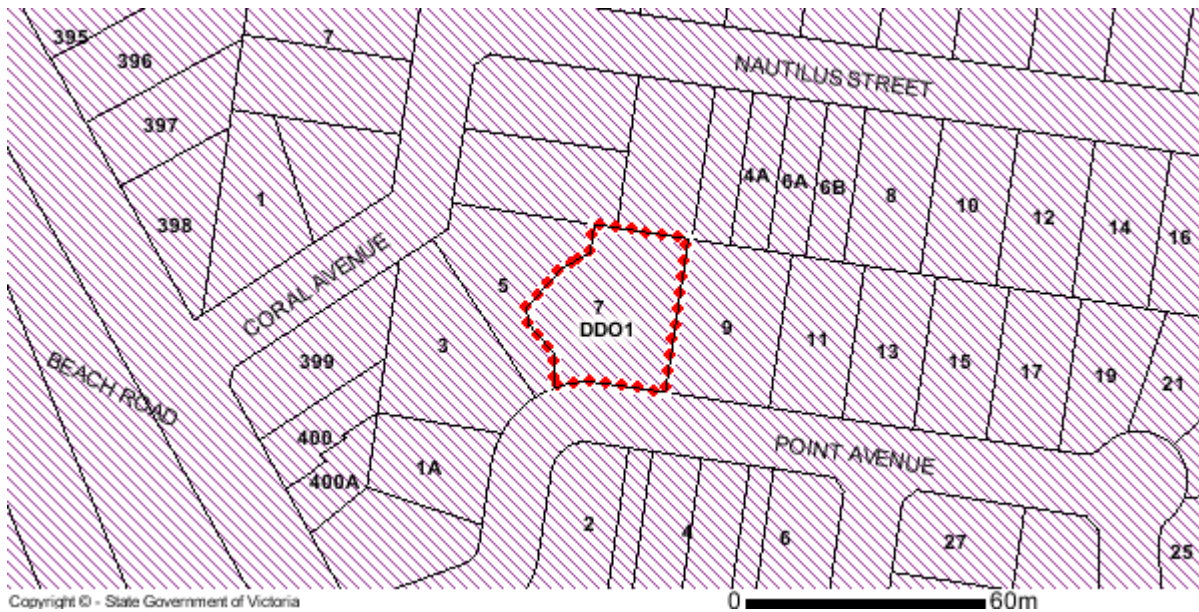 395
396
7
NAUTILUS STREET
397
4A
6A
6B
8
10
12
14
16
398
1
CORAL AVENUE
5
7
DDO1
9
11
13
15
17
19
21
399
3
BEACH ROAD
400
400A
1A
POINT AVENUE
2
4
6
27
25
Copyright © - State Government of Victoria
0 60m